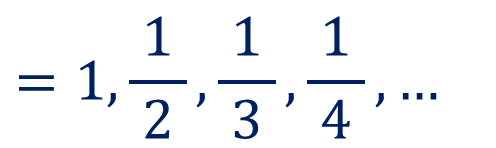 = 1, 1/2, 1/3, 1/4, ...